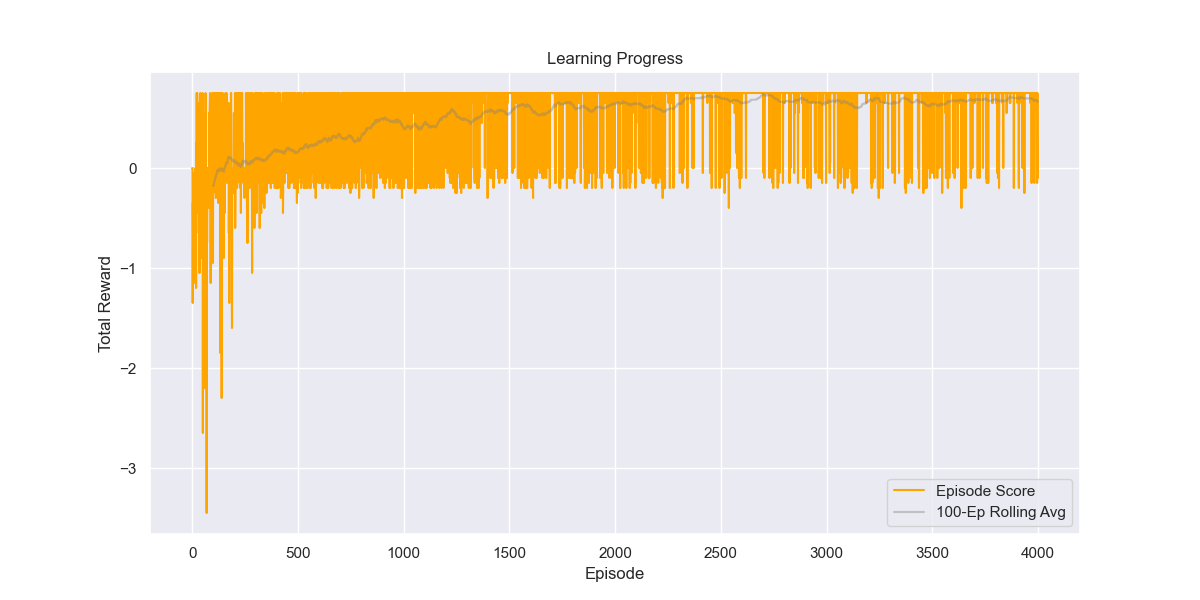 Learning Progress
Total Reward
0
−1
−2
−3
Episode Score
100-Ep Rolling Avg
0 500 1000 1500 2000 2500 3000 3500 4000
Episode